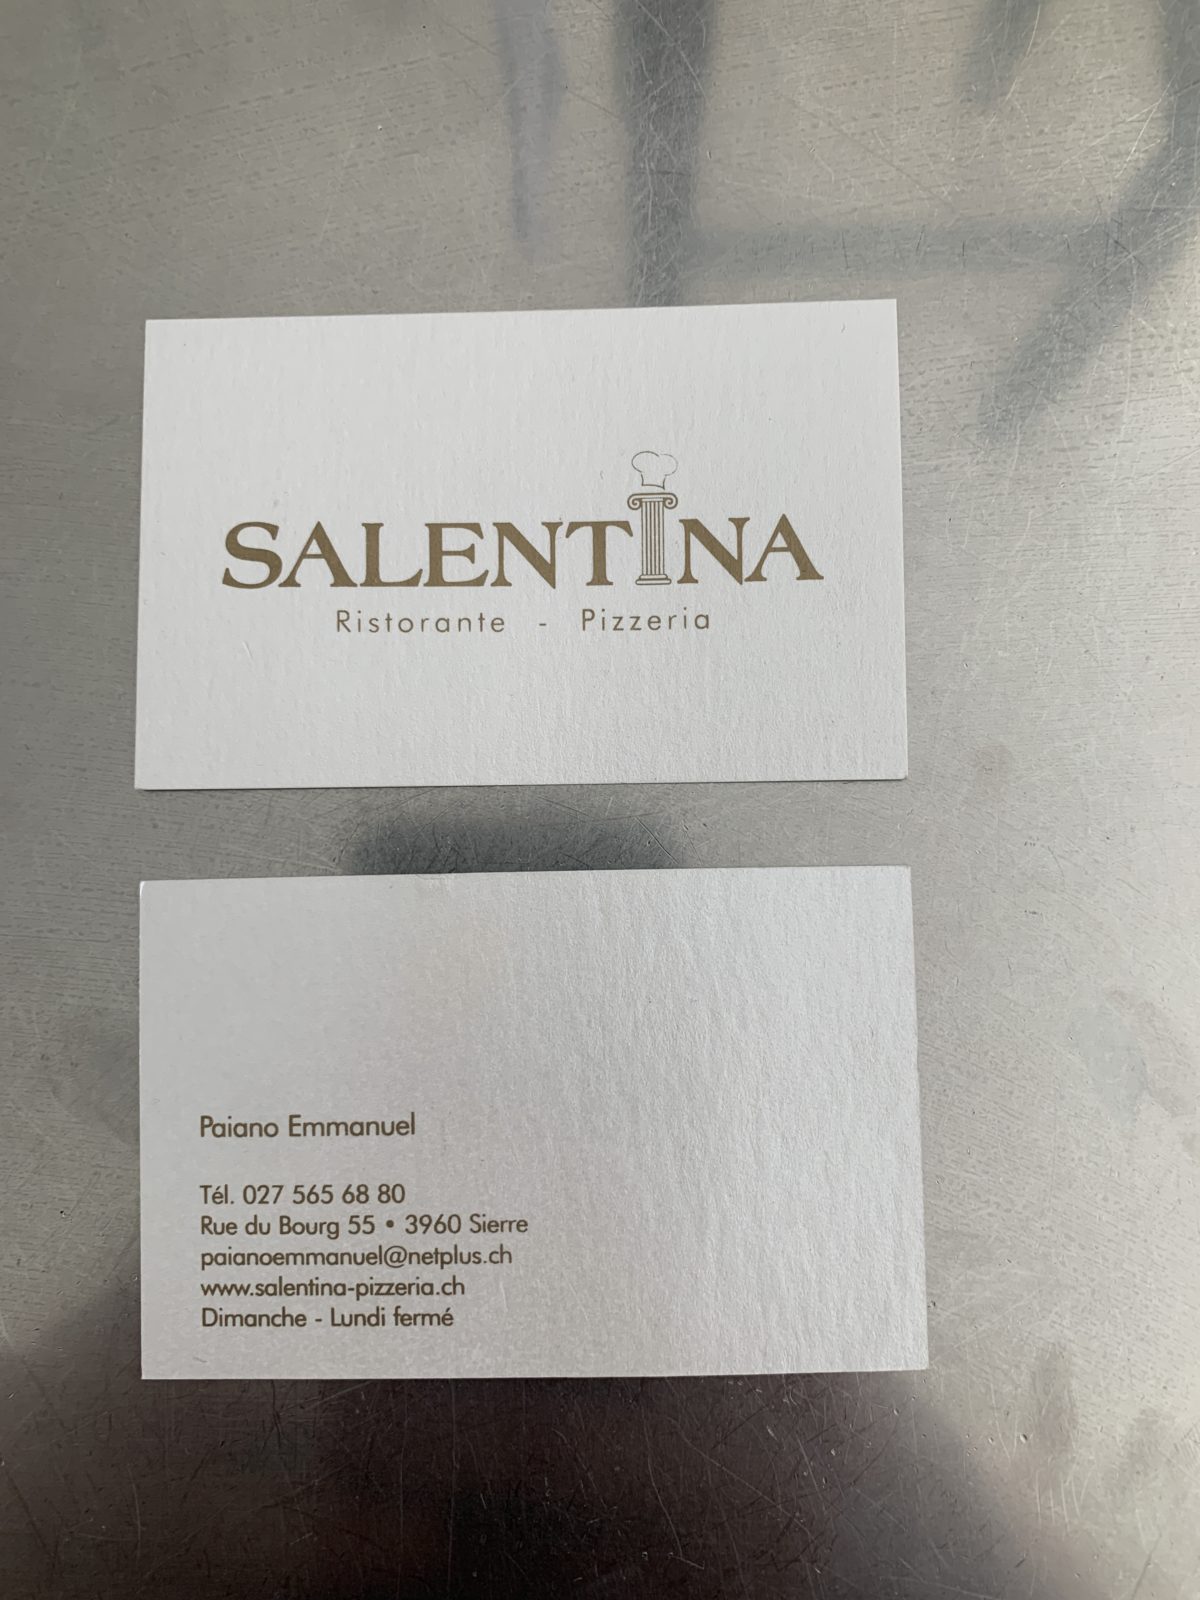 SALENTINA
Ristorante - Pizzeria
Paiano Emmanuel
Tél. 027 565 68 80
Rue du Bourg 55 • 3960 Sierre
paianoemmanuel@netplus.ch
www.salentina-pizzeria.ch
Dimanche - Lundi fermé